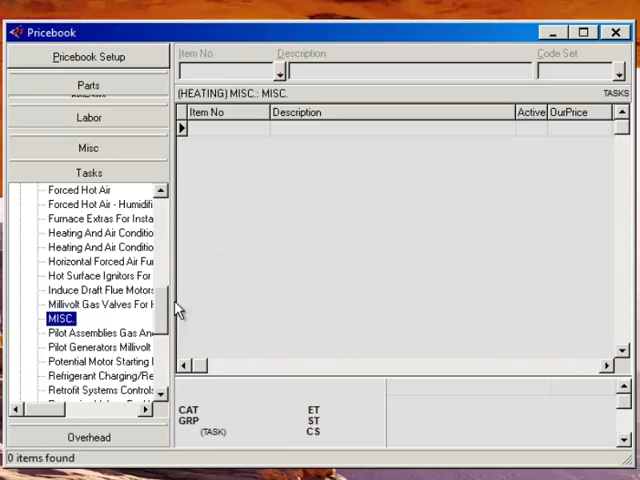 Pricebook
Pricebook Setup
Parts
Labor
Misc
Tasks
Forced Hot Air
Forced Hot Air - Humidifi
Furnace Extras For Insta
Heating And Air Conditio
Heating And Air Conditio
Horizontal Forced Air Fur
Hot Surface Ignitors For
Induce Draft Flue Motors
Millivolt Gas Valves For H
MISC.
Pilot Assemblies Gas An
Pilot Generators Millivolt
Potential Motor Starting
Refrigerant Charging/Re
Retrofit Systems Controls
Overhead
0 items found
Item No Description Code Set
(HEATING) MISC.: MISC. TASKS
Item No Description Active OurPrice
CAT ET
GRP ST
(TASK) CS